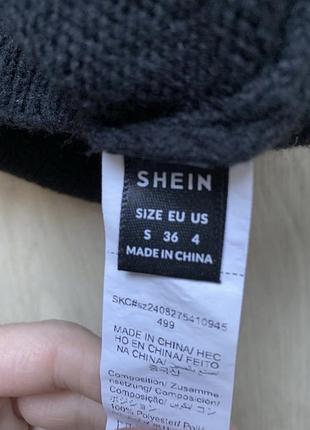 SHEIN
SIZE EU US
S 36 4
MADE IN CHINA
SKC#sz2408275410945
499
MADE IN CHINA/ HEC
HO EN CHINA/ FEITO
NA CHINA/
Composition/ Zusamme
nsetzung/ Composición/
Composição/
100% Polyester/